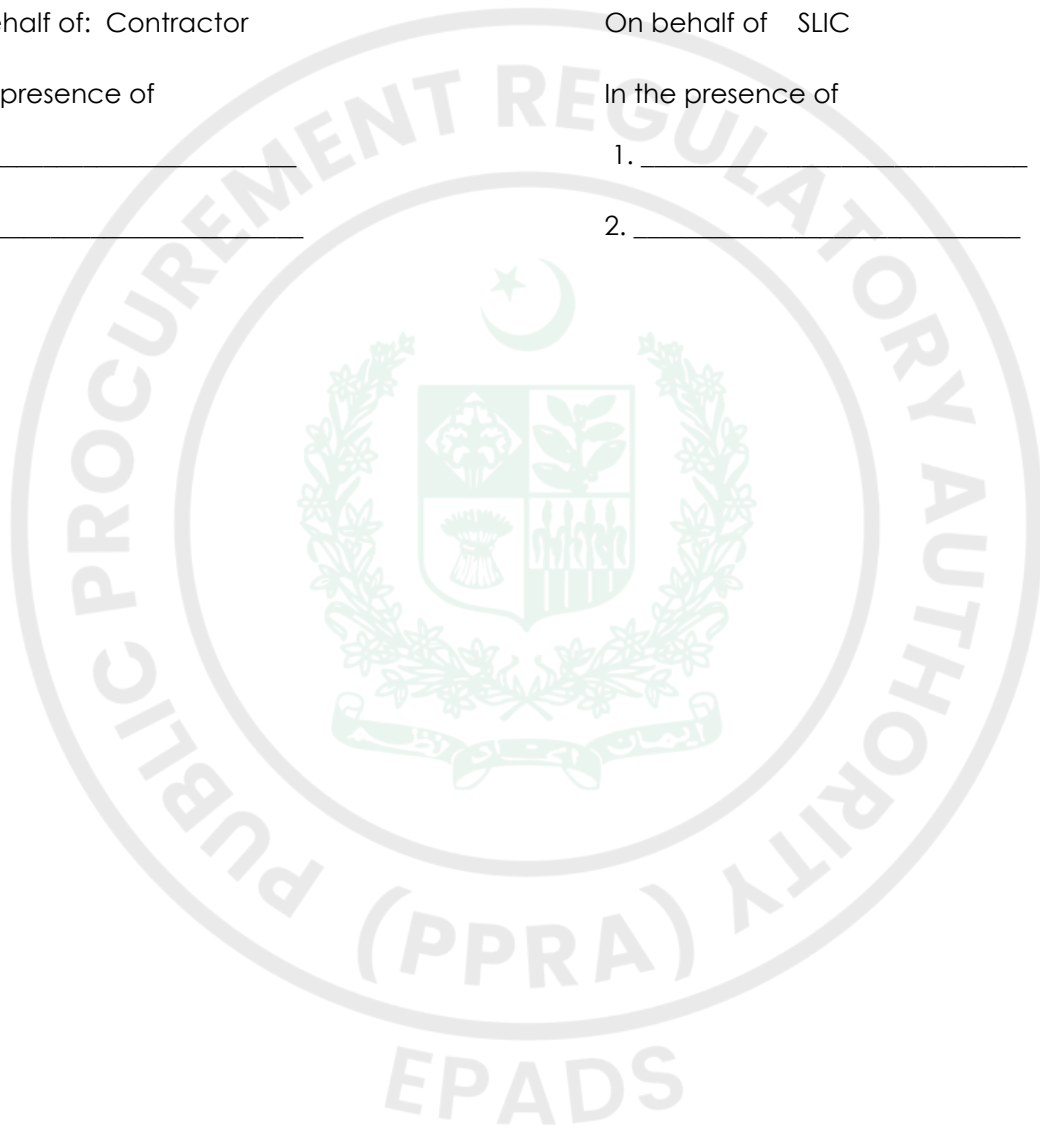 half of: Contractor On behalf of SLIC
presence of In the presence of
1. ____________________________
2. ____________________________
PUBLIC PROCUREMENT REGULATORY AUTHORITY
(PPRA)
EPADS